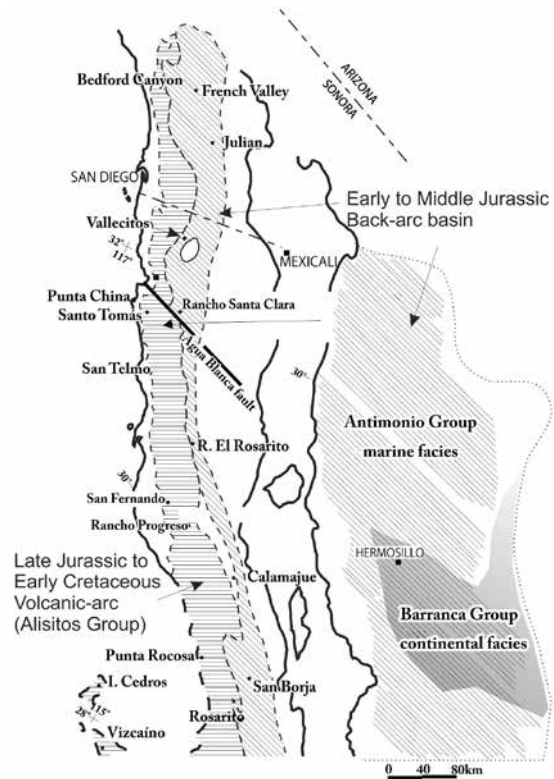 ARIZONA
SONORA
Bedford Canyon
French Valley
Julian
SAN DIEGO
Early to Middle Jurassic
Back-arc basin
Vallecitos
32°
117°
MEXICALI
Punta China
Santo Tomas
Rancho Santa Clara
Agua Blanca fault
San Telmo
30°
Antimonio Group
marine facies
R. El Rosarito
30°
San Fernando
Rancho Progreso
HERMOSILLO
Late Jurassic to
Early Cretaceous
Volcanic-arc
(Alisitos Group)
Calamajue
Barranca Group
continental facies
Punta Rocosa
I. Cedros
San Borja
28°
115°
Rosarito
Vizcaíno
0 40 80km